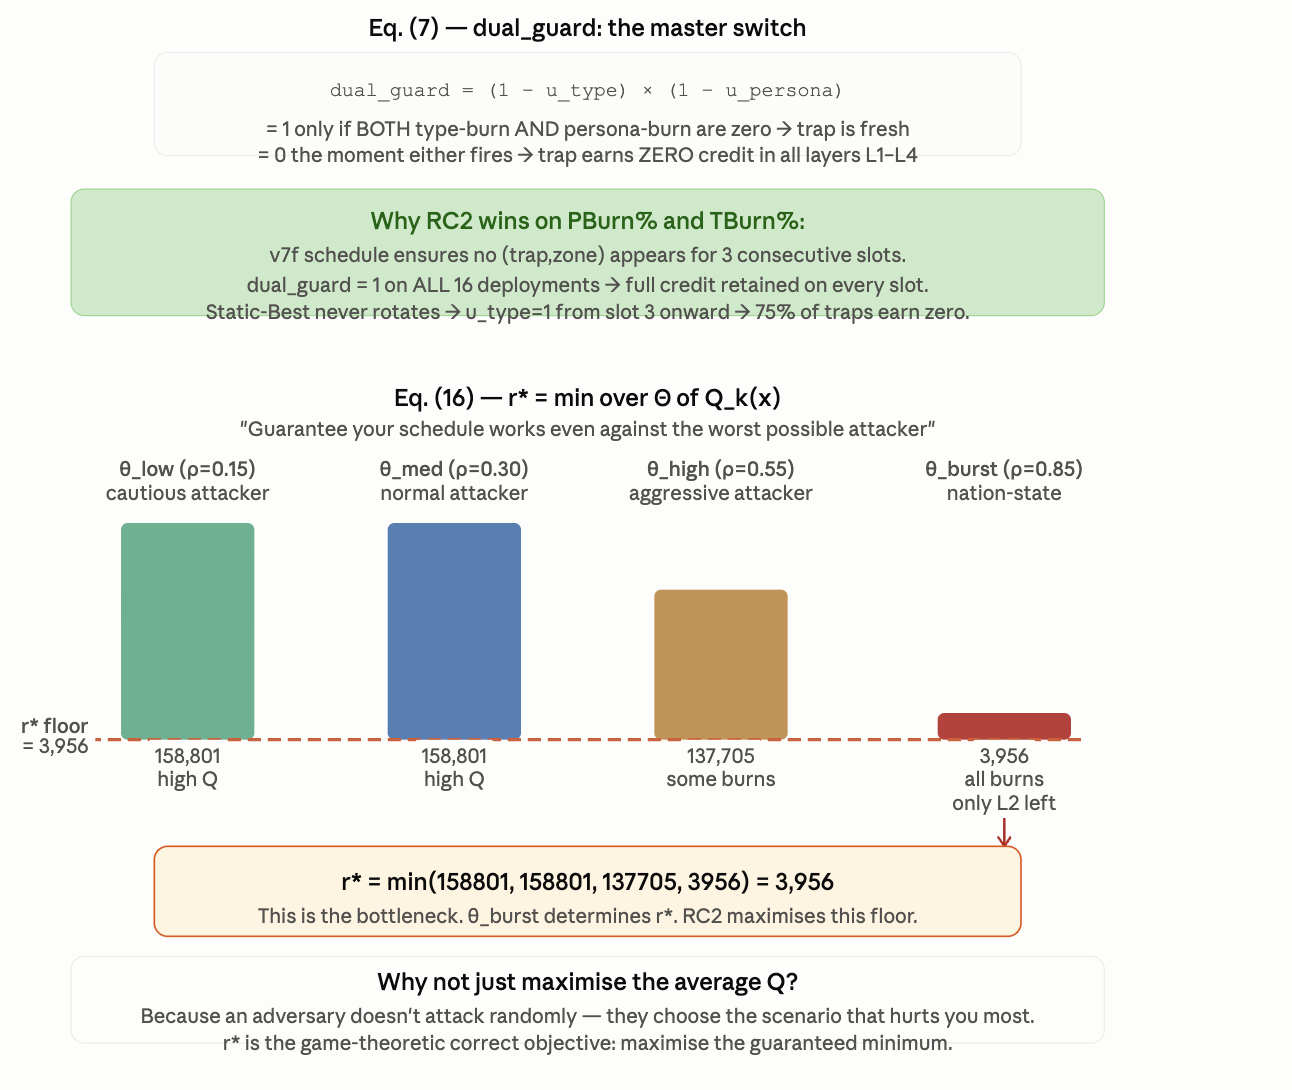 Eq. (7) — dual_guard: the master switch
dual_guard = (1 − u_type) × (1 − u_persona)
= 1 only if BOTH type-burn AND persona-burn are zero → trap is fresh
= 0 the moment either fires → trap earns ZERO credit in all layers L1–L4
Why RC2 wins on PBurn% and TBurn%:
v7f schedule ensures no (trap,zone) appears for 3 consecutive slots.
dual_guard = 1 on ALL 16 deployments → full credit retained on every slot.
Static-Best never rotates → u_type=1 from slot 3 onward → 75% of traps earn zero.
Eq. (16) — r* = min over Θ of Q_k(x)
"Guarantee your schedule works even against the worst possible attacker"
θ_low (ρ=0.15) θ_med (ρ=0.30) θ_high (ρ=0.55) θ_burst (ρ=0.85)
cautious attacker normal attacker aggressive attacker nation-state
r* floor
= 3,956
158,801 158,801 137,705 3,956
high Q high Q some burns all burns
only L2 left
r* = min(158801, 158801, 137705, 3956) = 3,956
This is the bottleneck. θ_burst determines r*. RC2 maximises this floor.
Why not just maximise the average Q?
Because an adversary doesn't attack randomly — they choose the scenario that hurts you most.
r* is the game-theoretic correct objective: maximise the guaranteed minimum.